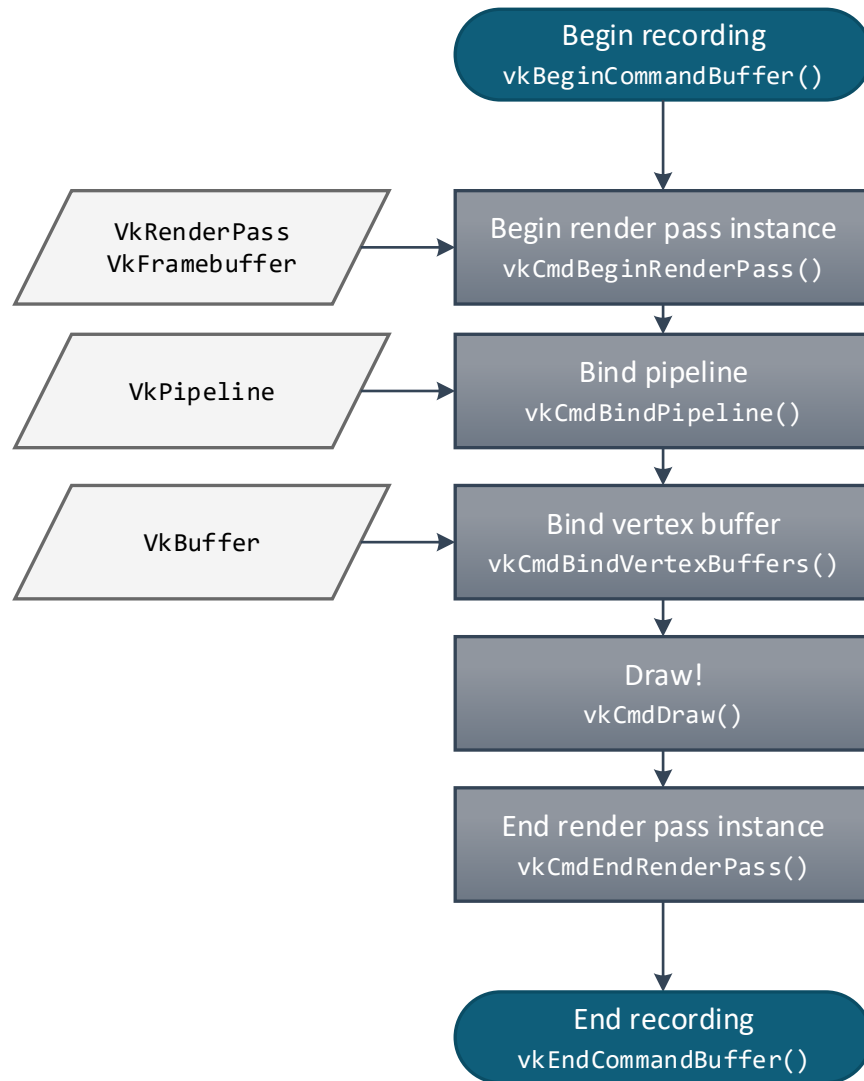 Begin recording
vkBeginCommandBuffer()
VkRenderPass
VkFramebuffer
Begin render pass instance
vkCmdBeginRenderPass()
VkPipeline
Bind pipeline
vkCmdBindPipeline()
VkBuffer
Bind vertex buffer
vkCmdBindVertexBuffers()
Draw!
vkCmdDraw()
End render pass instance
vkCmdEndRenderPass()
End recording
vkEndCommandBuffer()